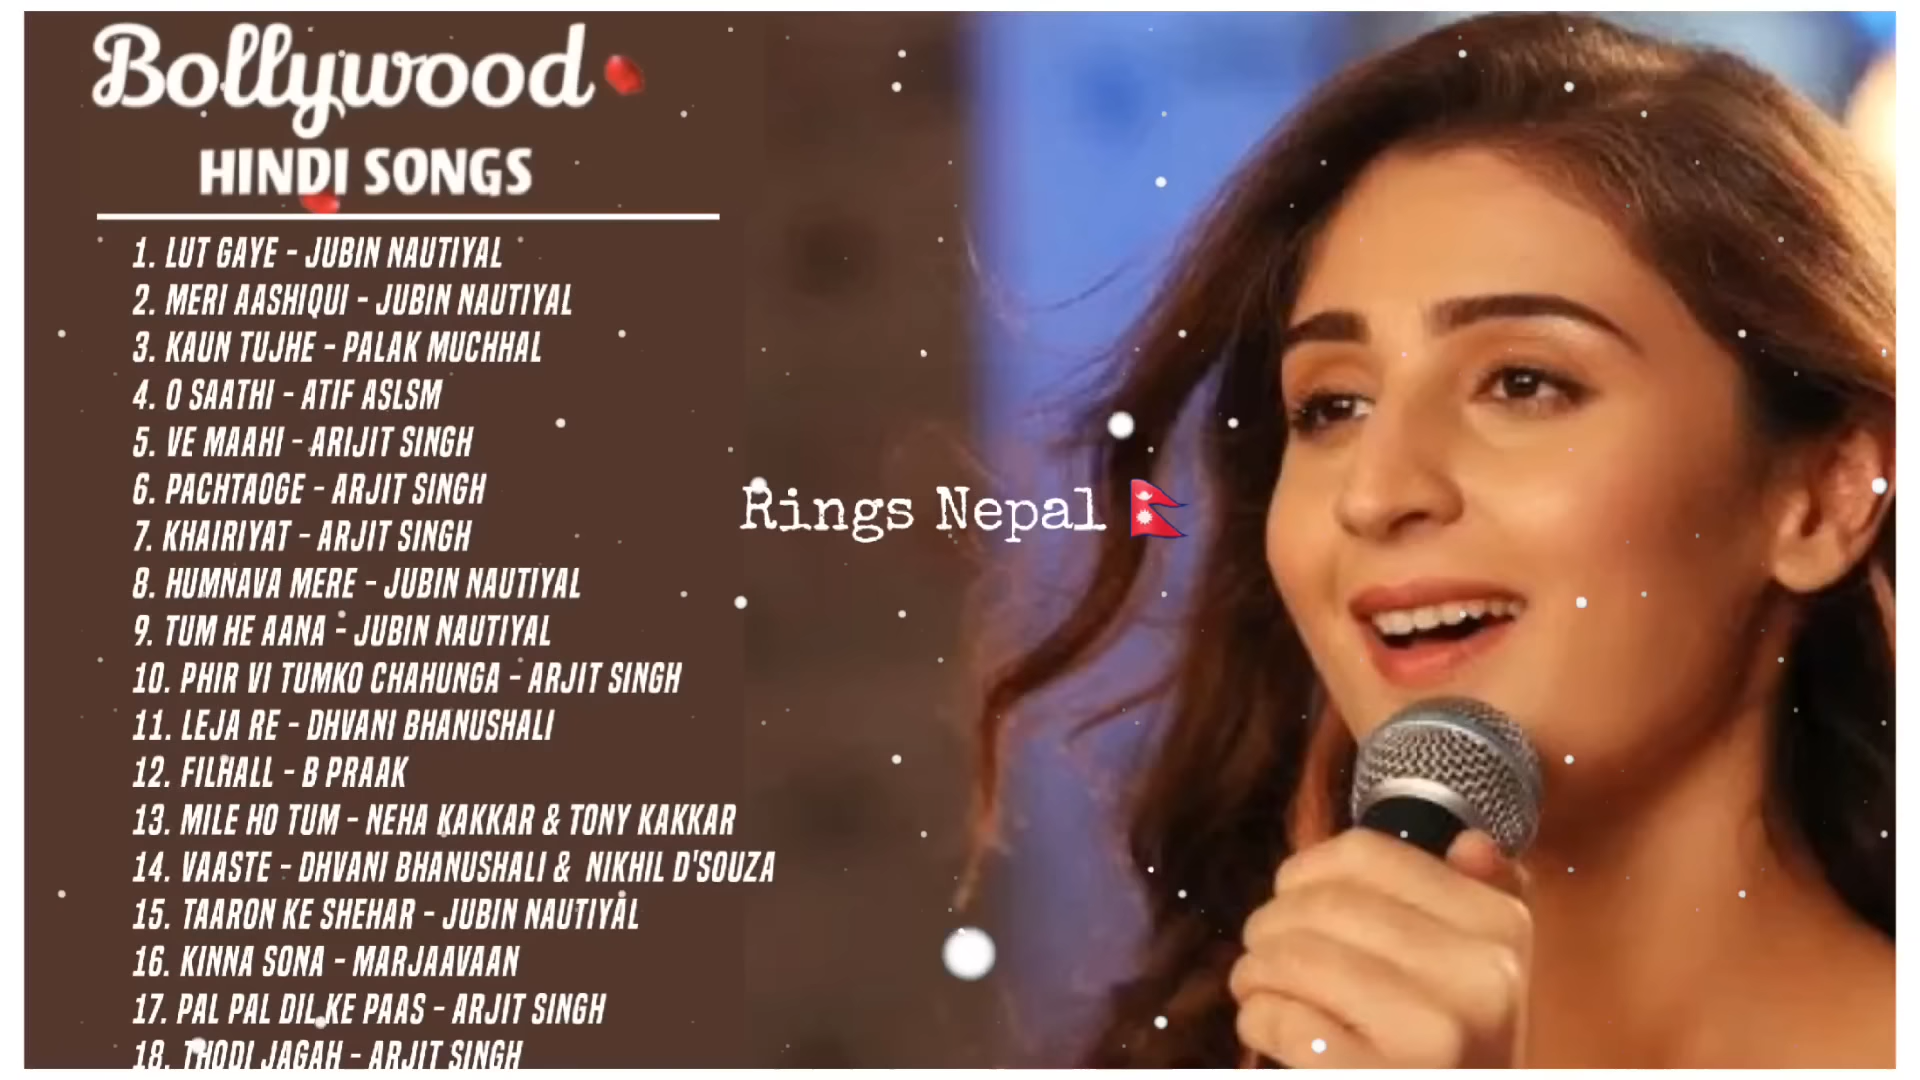 Bollywood
HINDI SONGS
1. LUT GAYE - JUBIN NAUTIYAL
2. MERI AASHIQUI - JUBIN NAUTIYAL
3. KAUN TUJHE - PALAK MUCHHAL
4. O SAATHI - ATIF ASLSM
5. VE MAAHI - ARIJIT SINGH
6. PACHTAOGE - ARJIT SINGH
7. KHAIRIYAT - ARJIT SINGH
8. HUMNAVA MERE - JUBIN NAUTIYAL
9. TUM HE AANA - JUBIN NAUTIYAL
10. PHIR VI TUMKO CHAHUNGA - ARJIT SINGH
11. LEJA RE - DHVANI BHANUSHALI
12. FILHALL - B PRAAK
13. MILE HO TUM - NEHA KAKKAR & TONY KAKKAR
14. VAASTE - DHVANI BHANUSHALI & NIKHIL D'SOUZA
15. TAARON KE SHEHAR - JUBIN NAUTIYAL
16. KINNA SONA - MARJAAVAAN
17. PAL PAL DIL KE PAAS - ARJIT SINGH
18. THODI JAGAH - ARJIT SINGH
Rings Nepal 🇳🇵